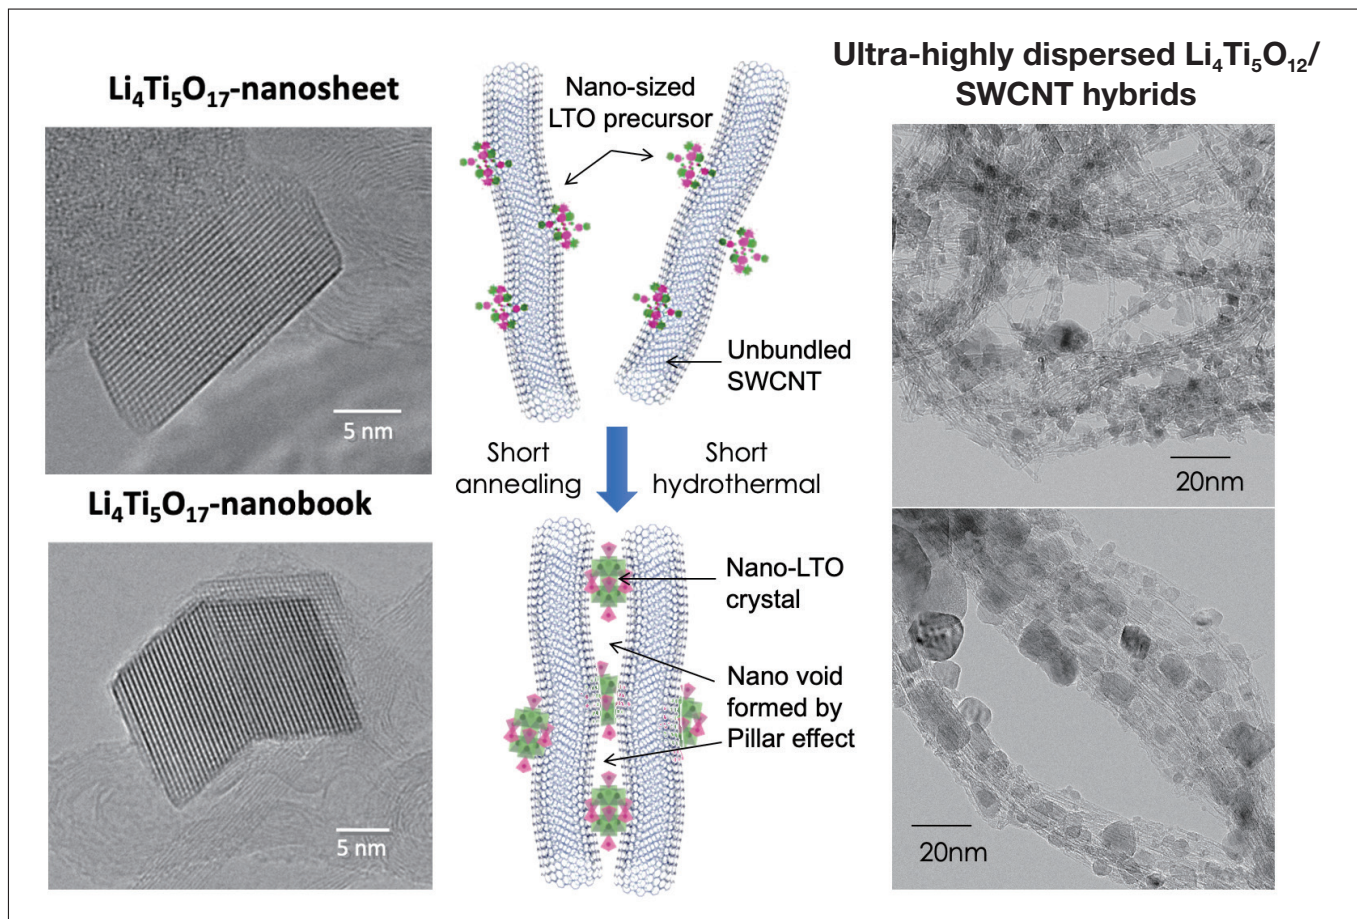 Li₄Ti₅O₁₇-nanosheet
5 nm
Li₄Ti₅O₁₇-nanobook
5 nm
Nano-sized
LTO precursor
Unbundled
SWCNT
Short
annealing
Short
hydrothermal
Nano-LTO
crystal
Nano void
formed by
Pillar effect
Ultra-highly dispersed Li₄Ti₅O₁₂/
SWCNT hybrids
20nm
20nm